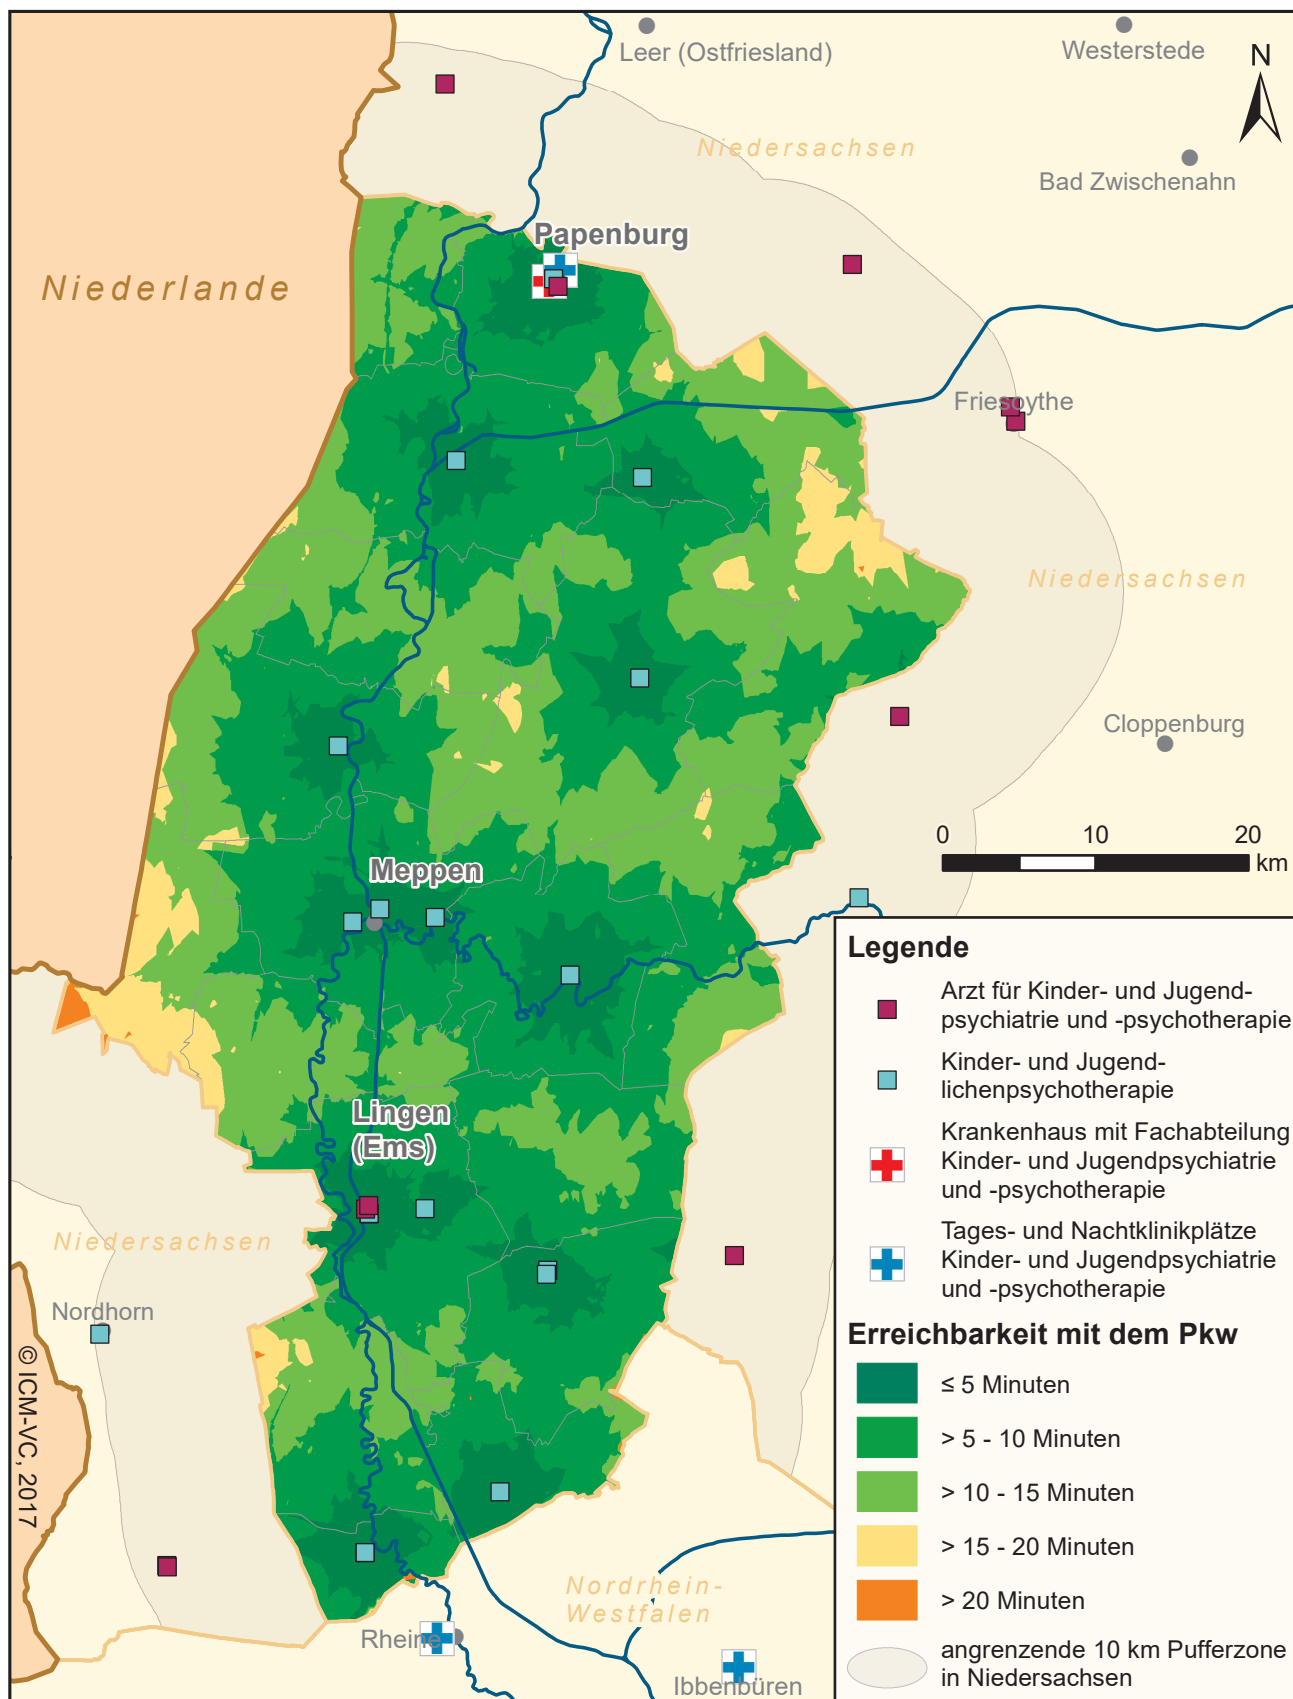 Leer (Ostfriesland)
Westerstede
N
Niedersachsen
Bad Zwischenahn
Papenburg
Niederlande
Friesoythe
Niedersachsen
Cloppenburg
0 10 20
km
Meppen
Lingen
(Ems)
Niedersachsen
Nordhorn
© ICM-VC, 2017
Nordrhein-
Westfalen
Rheine
Ibbenbüren
Legende
Arzt für Kinder- und Jugend-
psychiatrie und -psychotherapie
Kinder- und Jugend-
lichenpsychotherapie
Krankenhaus mit Fachabteilung
Kinder- und Jugendpsychiatrie
und -psychotherapie
Tages- und Nachtklinikplätze
Kinder- und Jugendpsychiatrie
und -psychotherapie
Erreichbarkeit mit dem Pkw
≤ 5 Minuten
> 5 - 10 Minuten
> 10 - 15 Minuten
> 15 - 20 Minuten
> 20 Minuten
angrenzende 10 km Pufferzone
in Niedersachsen